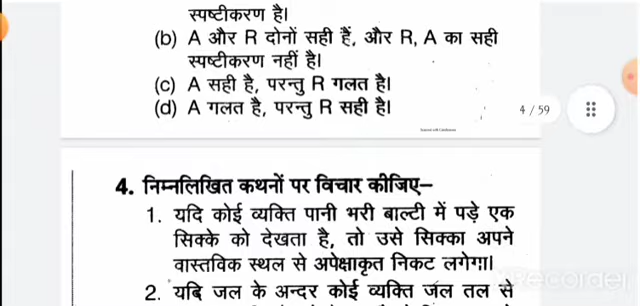 स्पष्टीकरण है।
(b) A और R दोनों सही हैं, और R, A का सही
स्पष्टीकरण नहीं है।
(c) A सही है, परन्तु R गलत है।
(d) A गलत है, परन्तु R सही है।
4 / 59
4. निम्नलिखित कथनों पर विचार कीजिए–
1. यदि कोई व्यक्ति पानी भरी बाल्टी में पड़े एक
सिक्के को देखता है, तो उसे सिक्का अपने
वास्तविक स्थल से अपेक्षाकृत निकट लगेगा।
2. यदि जल के अन्दर कोई व्यक्ति जल तल से